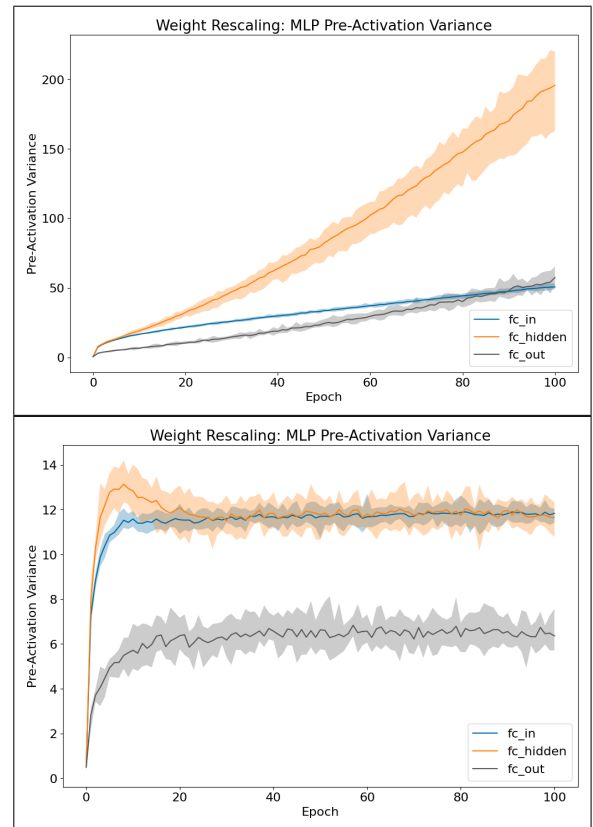 Weight Rescaling: MLP Pre-Activation Variance
200
150
100
50
0
Pre-Activation Variance
fc_in
fc_hidden
fc_out
0 20 40 60 80 100
Epoch
Weight Rescaling: MLP Pre-Activation Variance
14
12
10
8
6
4
2
0
Pre-Activation Variance
fc_in
fc_hidden
fc_out
0 20 40 60 80 100
Epoch